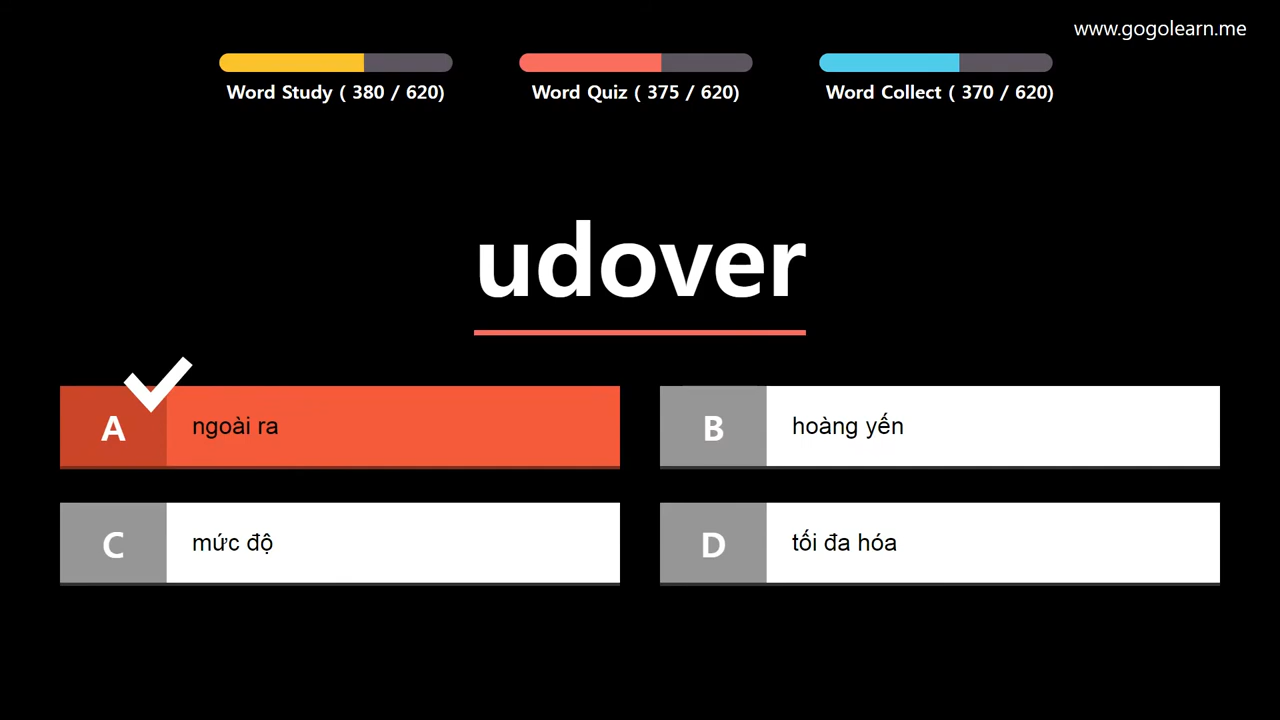 www.gogolearn.me
Word Study ( 380 / 620)
Word Quiz ( 375 / 620)
Word Collect ( 370 / 620)
udover
A ngoài ra
B hoàng yến
C mức độ
D tối đa hóa